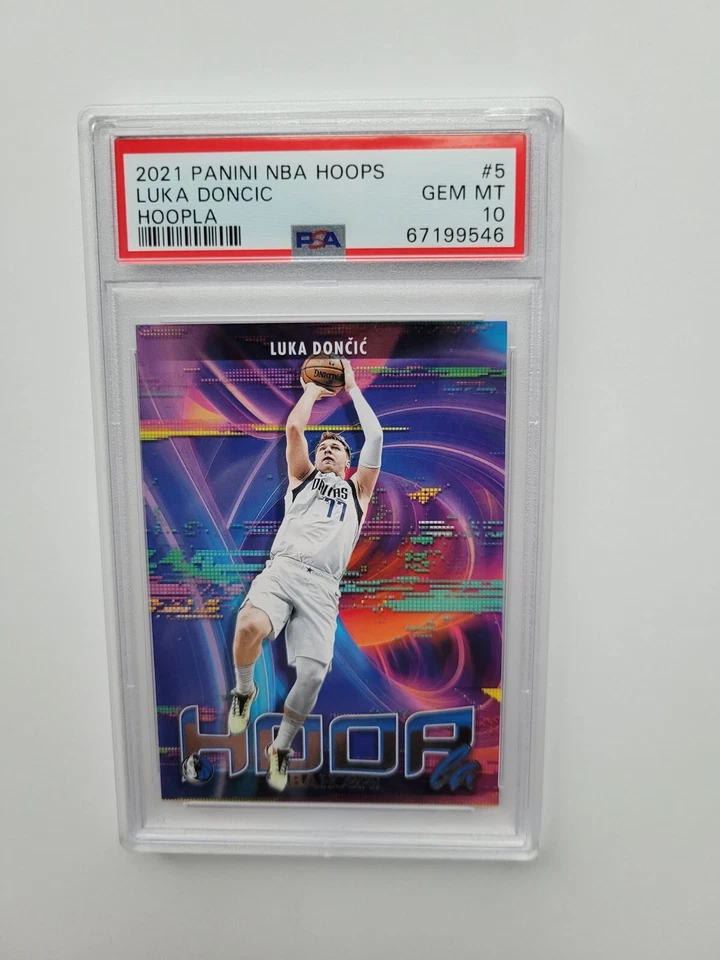 2021 PANINI NBA HOOPS #5
LUKA DONCIC GEM MT
HOOPLA 10
PSA 67199546
LUKA DONČIĆ
DALLAS
77
HOOP
la